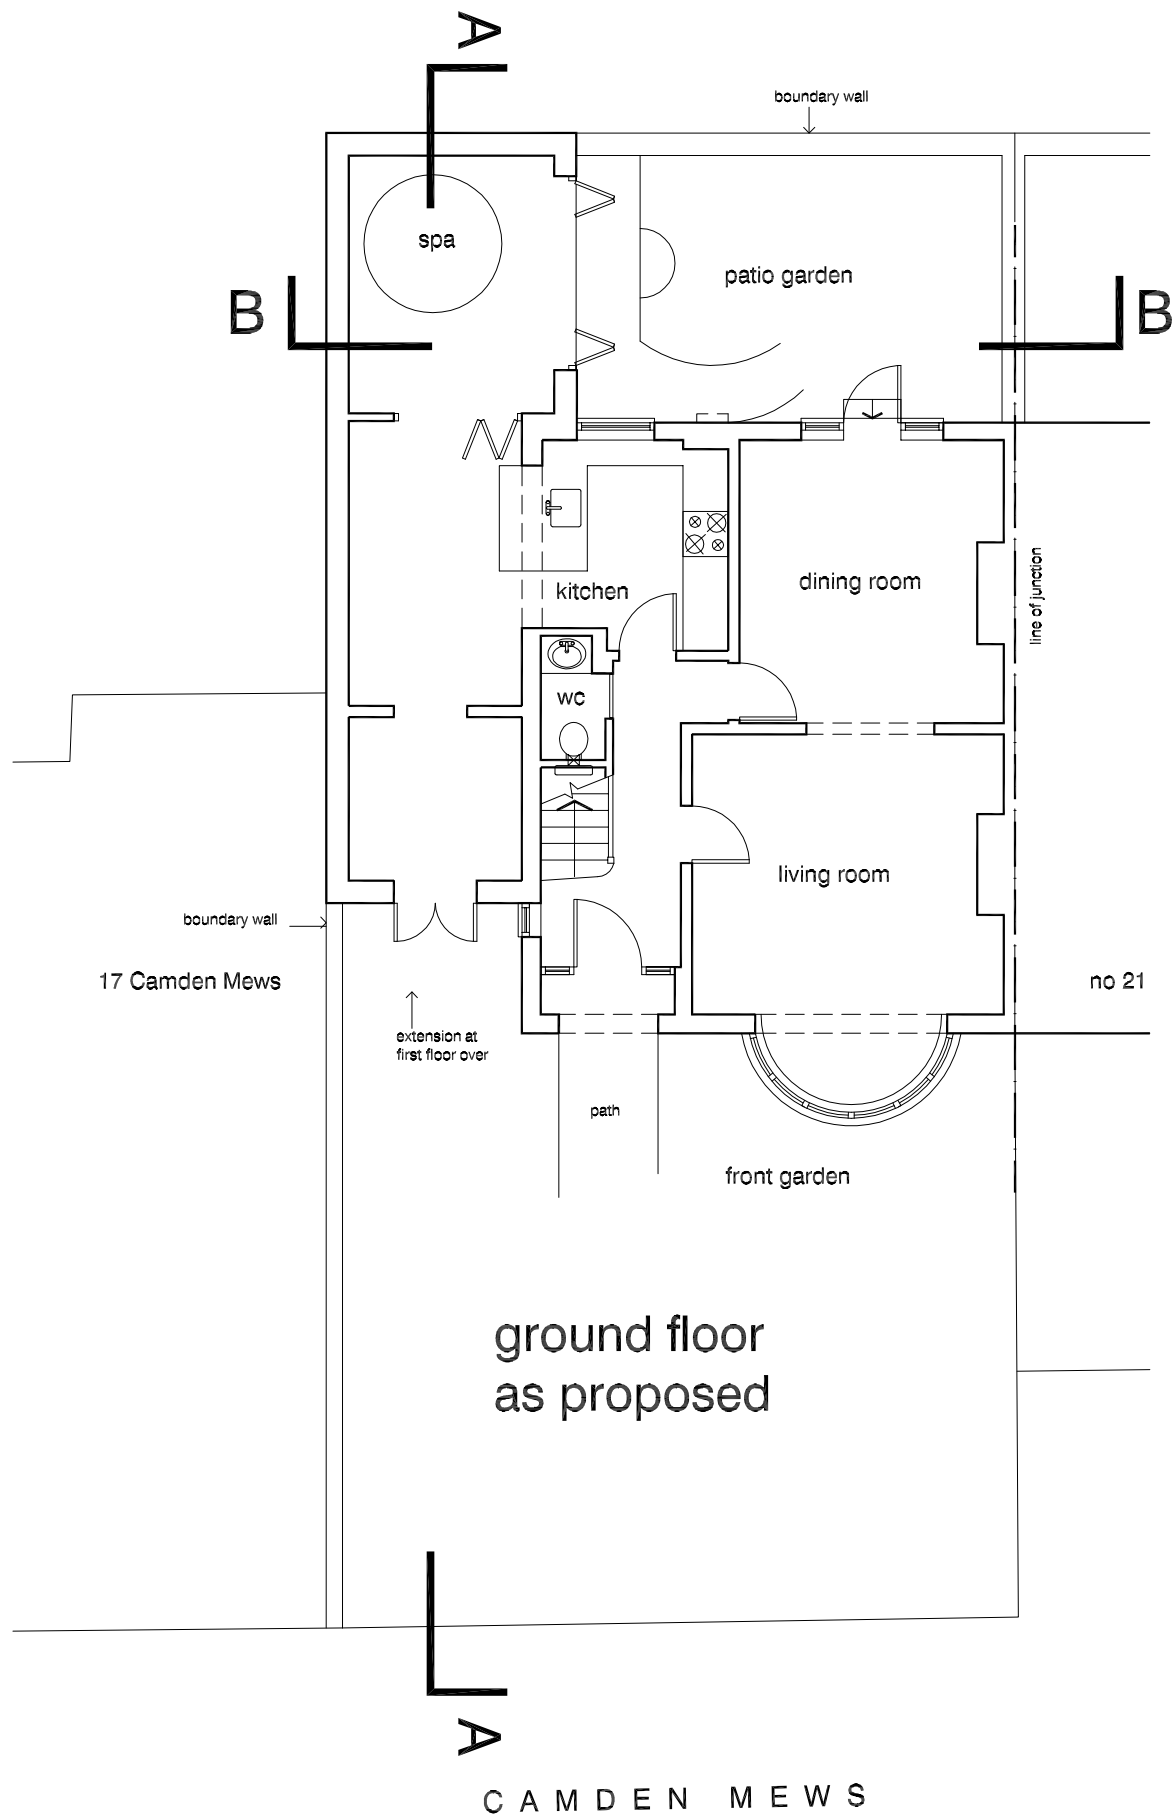 A
boundary wall
spa
patio garden
B
B
line of junction
dining room
kitchen
wc
living room
boundary wall
17 Camden Mews
no 21
extension at
first floor over
path
front garden
ground floor
as proposed
A
CAMDEN MEWS